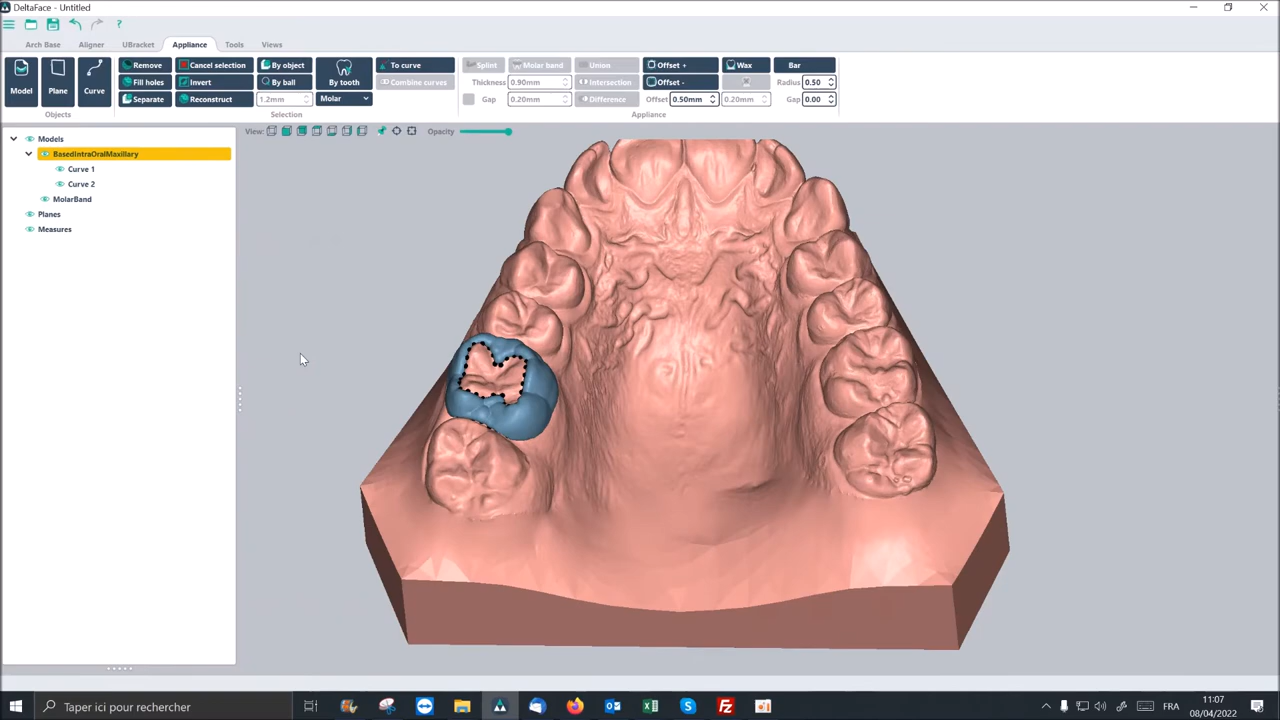 DeltaFace - Untitled
?
Arch Base Aligner UBracket Appliance Tools Views
Remove Cancel selection By object To curve Splint Molar band Union Offset + Wax Bar
Model Plane Curve Fill holes Invert By ball By tooth Combine curves Thickness 0.90mm Intersection Offset - Radius 0.50
Separate Reconstruct 1.2mm Molar Gap 0.20mm Difference Offset 0.50mm 0.20mm Gap 0.00
Objects Selection Appliance
View: Opacity
Models
BasedIntraOralMaxillary
Curve 1
Curve 2
MolarBand
Planes
Measures
Taper ici pour rechercher
FRA
11:07
08/04/2022